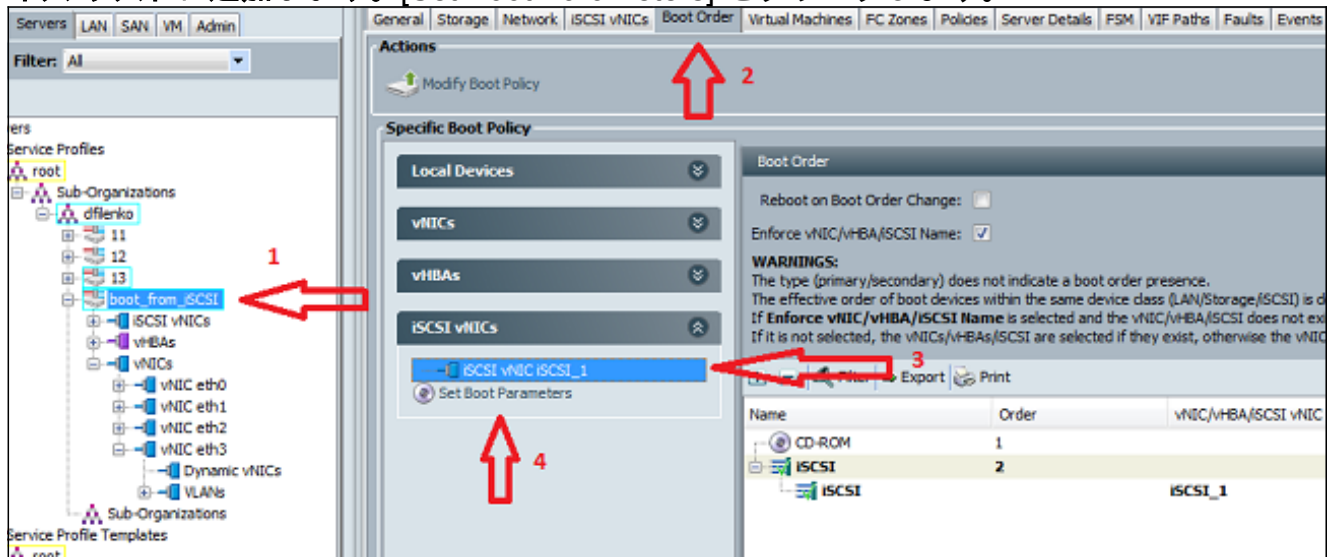 Servers LAN SAN VM Admin
Filter: All
ers
Service Profiles
root
Sub-Organizations
dfilenko
11
12
13
boot_from_iSCSI
iSCSI vNICs
vHBAs
vNICs
vNIC eth0
vNIC eth1
vNIC eth2
vNIC eth3
Dynamic vNICs
VLANs
Sub-Organizations
Service Profile Templates
root
1
General Storage Network iSCSI vNICs Boot Order Virtual Machines FC Zones Policies Server Details FSM VIF Paths Faults Events
Actions
Modify Boot Policy
2
Specific Boot Policy
Local Devices
vNICs
vHBAs
iSCSI vNICs
iSCSI vNIC iSCSI_1
Set Boot Parameters
3
4
Boot Order
Reboot on Boot Order Change:
Enforce vNIC/vHBA/iSCSI Name:
WARNINGS:
The type (primary/secondary) does not indicate a boot order presence.
The effective order of boot devices within the same device class (LAN/Storage/iSCSI) is d
If Enforce vNIC/vHBA/iSCSI Name is selected and the vNIC/vHBA/iSCSI does not ex
If it is not selected, the vNICs/vHBAs/iSCSI are selected if they exist, otherwise the vNIC
Export Print
Name Order vNIC/vHBA/iSCSI vNIC
CD-ROM 1
iSCSI 2
iSCSI iSCSI_1